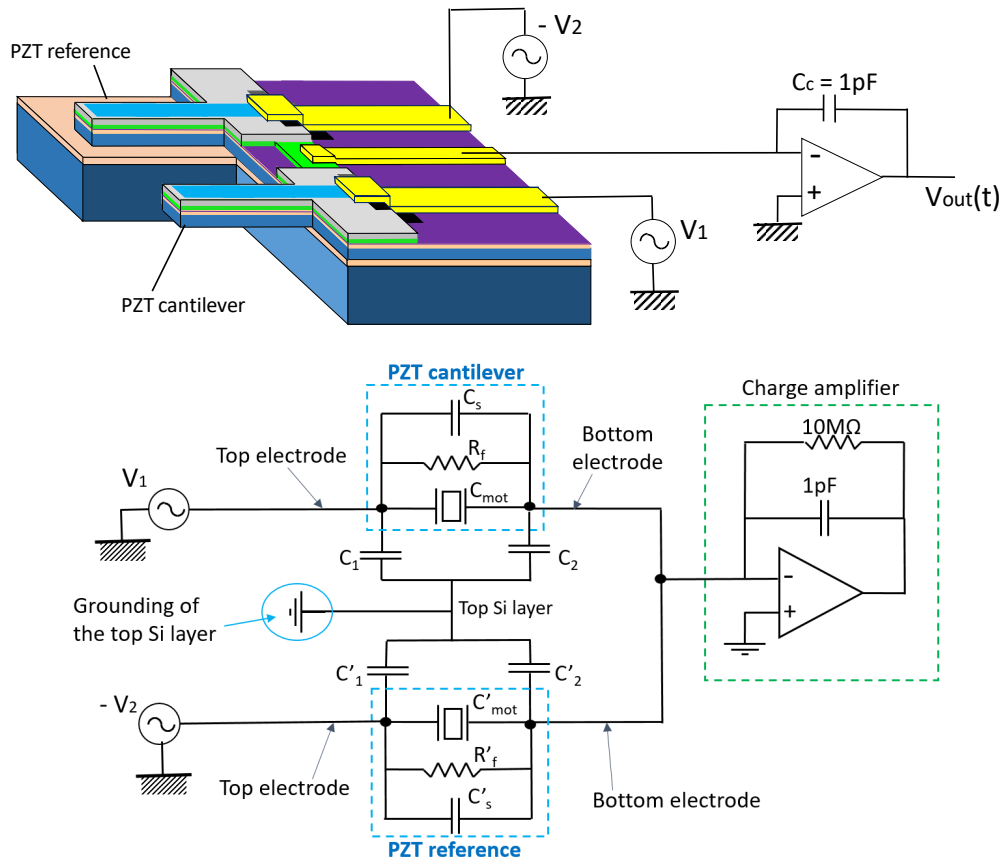 PZT reference
- V2
Cc = 1pF
-
+
Vout(t)
V1
PZT cantilever
PZT cantilever
Charge amplifier
Cs
10MΩ
Rf
Top electrode
Bottom
electrode
V1
Cmot
1pF
C1
C2
-
+
Grounding of
the top Si layer
Top Si layer
C'1
C'2
- V2
C'mot
R'f
Top electrode
C's
Bottom electrode
PZT reference